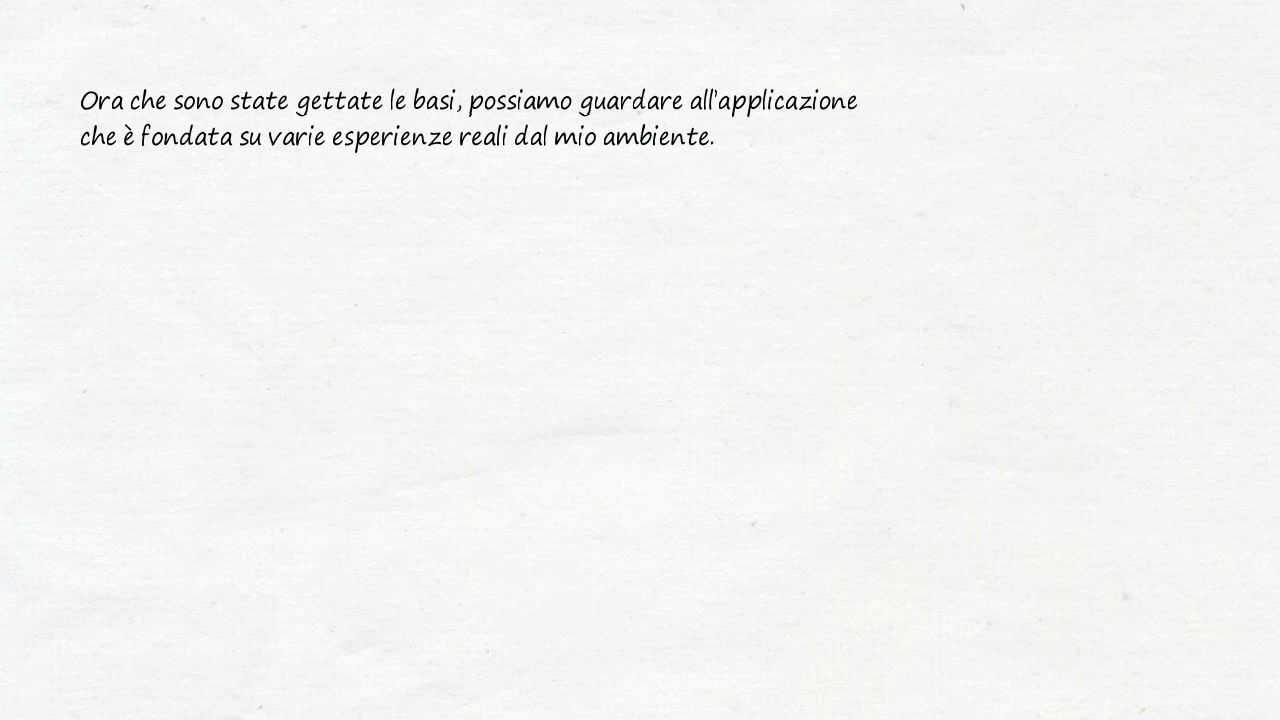 Ora che sono state gettate le basi, possiamo guardare all'applicazione
che è fondata su varie esperienze reali dal mio ambiente.